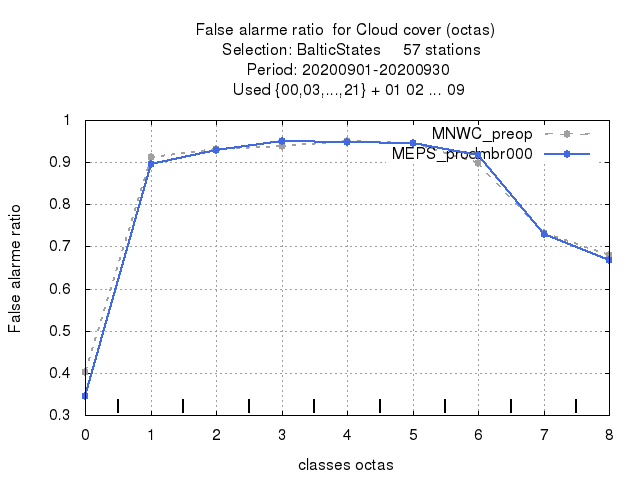 False alarme ratio  for Cloud cover (octas)
Selection: BalticStates     57 stations
Period: 20200901-20200930
Used {00,03,...,21} + 01 02 ... 09
1
0.9
0.8
0.7
0.6
0.5
0.4
0.3
False alarme ratio
MNWC_preop
MEPS_prodmbr000
0 1 2 3 4 5 6 7 8
classes octas